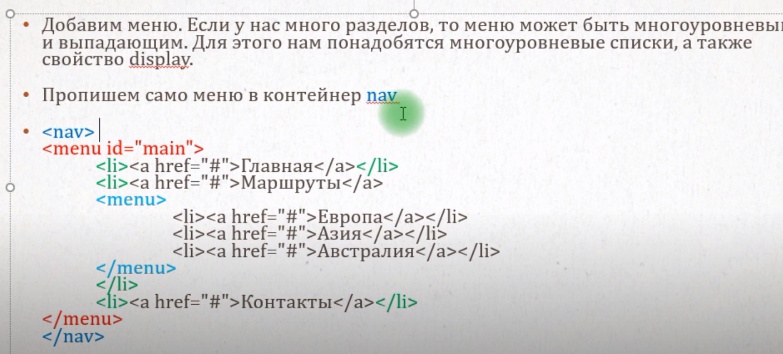 Добавим меню. Если у нас много разделов, то меню может быть
и выпадающим. Для этого нам понадобятся многоуровневые списки, а также
свойство display.
Пропишем само меню в контейнер nav
<nav>
<menu id="main">
<li><a href="#">Главная</a></li>
<li><a href="#">Маршруты</a>
<menu>
<li><a href="#">Европа</a></li>
<li><a href="#">Азия</a></li>
<li><a href="#">Австралия</a></li>
</menu>
</li>
<li><a href="#">Контакты</a></li>
</menu>
</nav>